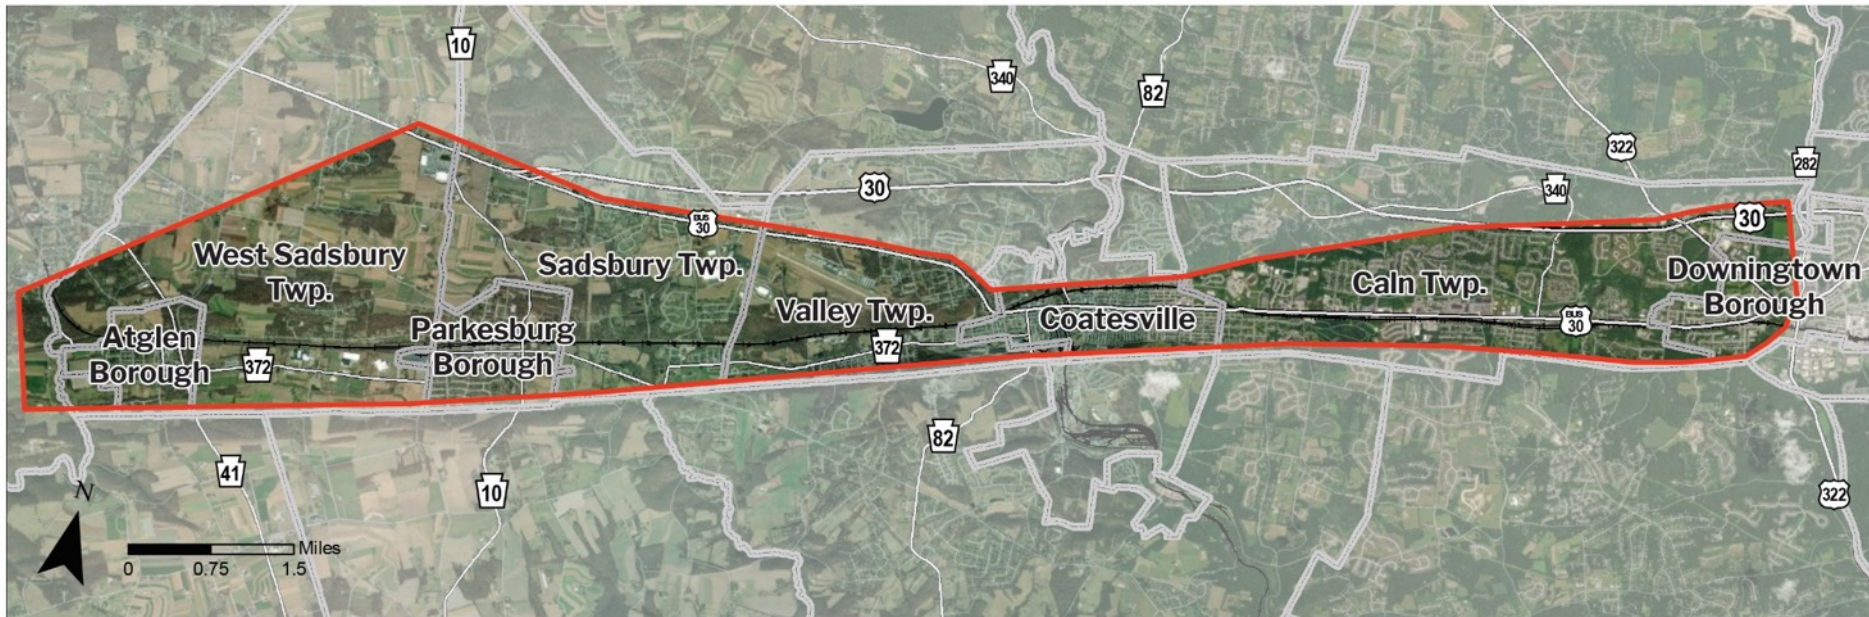 10
340
82
322
282
30
340
BUS
30
30
West Sadsbury
Twp.
Sadsbury Twp.
Caln Twp.
Downingtown
Borough
Valley Twp.
Coatesville
BUS
30
Atglen
Borough
372
Parkesburg
Borough
372
82
41
10
322
N
Miles
0 0.75 1.5